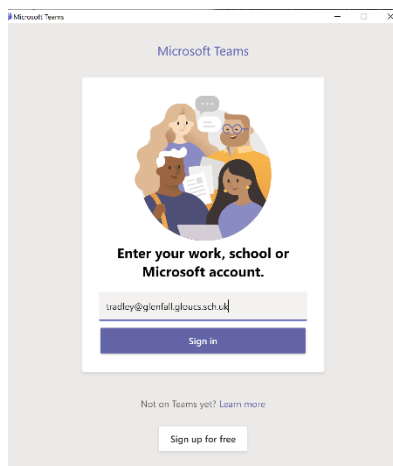 Microsoft Teams
Microsoft Teams
Enter your work, school or
Microsoft account.
tradley@glenfall.gloucs.sch.uk
Sign in
Not on Teams yet? Learn more
Sign up for free